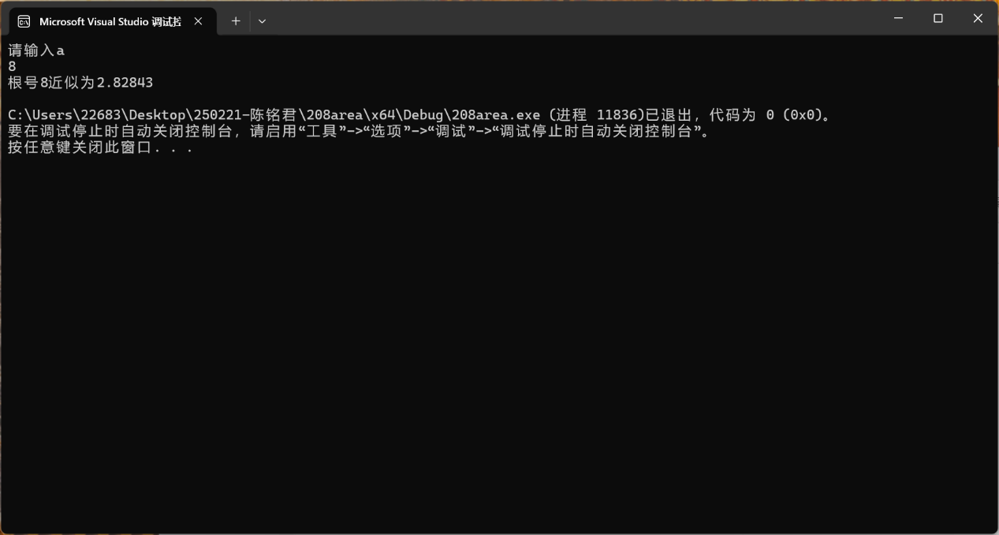 Microsoft Visual Studio 调试控
请输入a
8
根号8近似为2.82843
C:\Users\22683\Desktop\250221-陈铭君\208area\x64\Debug\208area.exe (进程 11836)已退出，代码为 0 (0x0)。
要在调试停止时自动关闭控制台，请启用“工具”->“选项”->“调试”->“调试停止时自动关闭控制台”。
按任意键关闭此窗口. . .